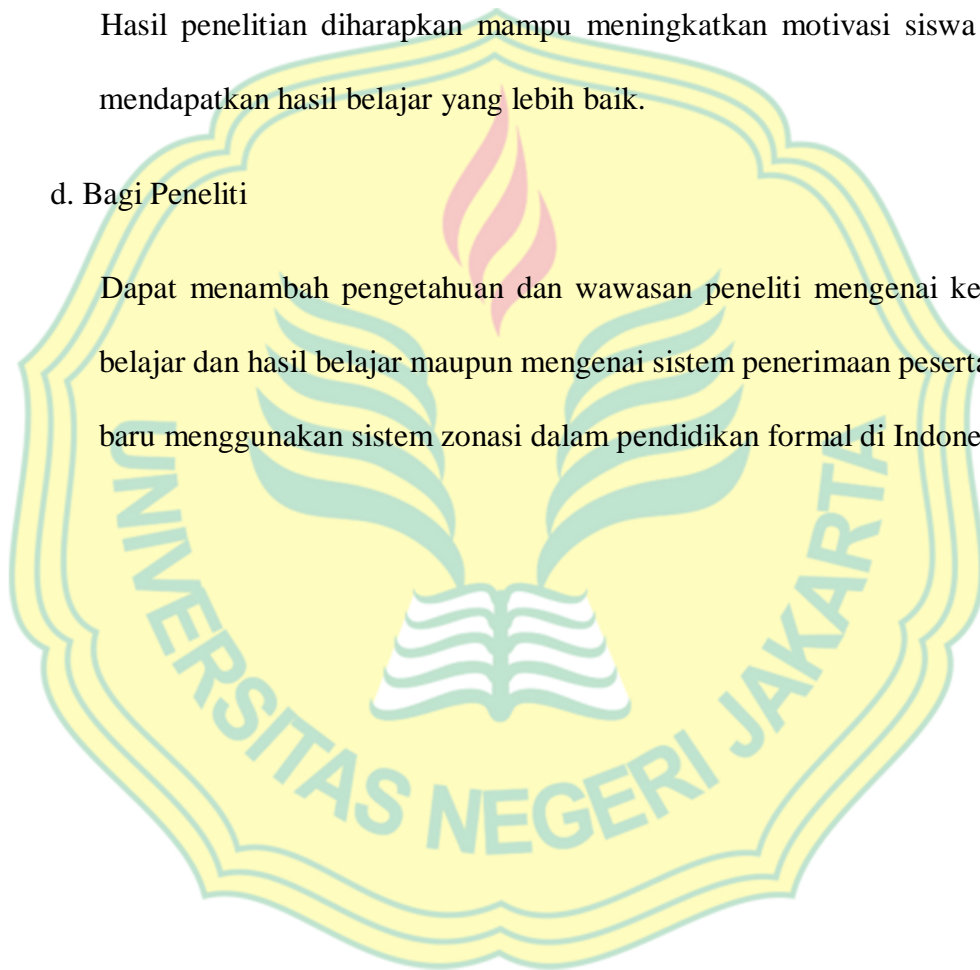 Hasil penelitian diharapkan mampu meningkatkan motivasi siswa
mendapatkan hasil belajar yang lebih baik.
d. Bagi Peneliti
Dapat menambah pengetahuan dan wawasan peneliti mengenai
belajar dan hasil belajar maupun mengenai sistem penerimaan peserta
baru menggunakan sistem zonasi dalam pendidikan formal di
UNIVERSITAS NEGERI JAKARTA